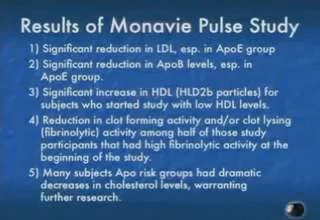 Results of Monavie Pulse Study
1) Significant reduction in LDL, esp. in ApoE group
2) Significant reduction in ApoB levels, esp. in
ApoE group.
3) Significant increase in HDL (HLD2b particles) for
subjects who started study with low HDL levels.
4) Reduction in clot forming activity and/or clot lysing
(fibrinolytic) activity among half of those study
participants that had high fibrinolytic activity at the
beginning of the study.
5) Many subjects Apo risk groups had dramatic
decreases in cholesterol levels, warranting
further research.